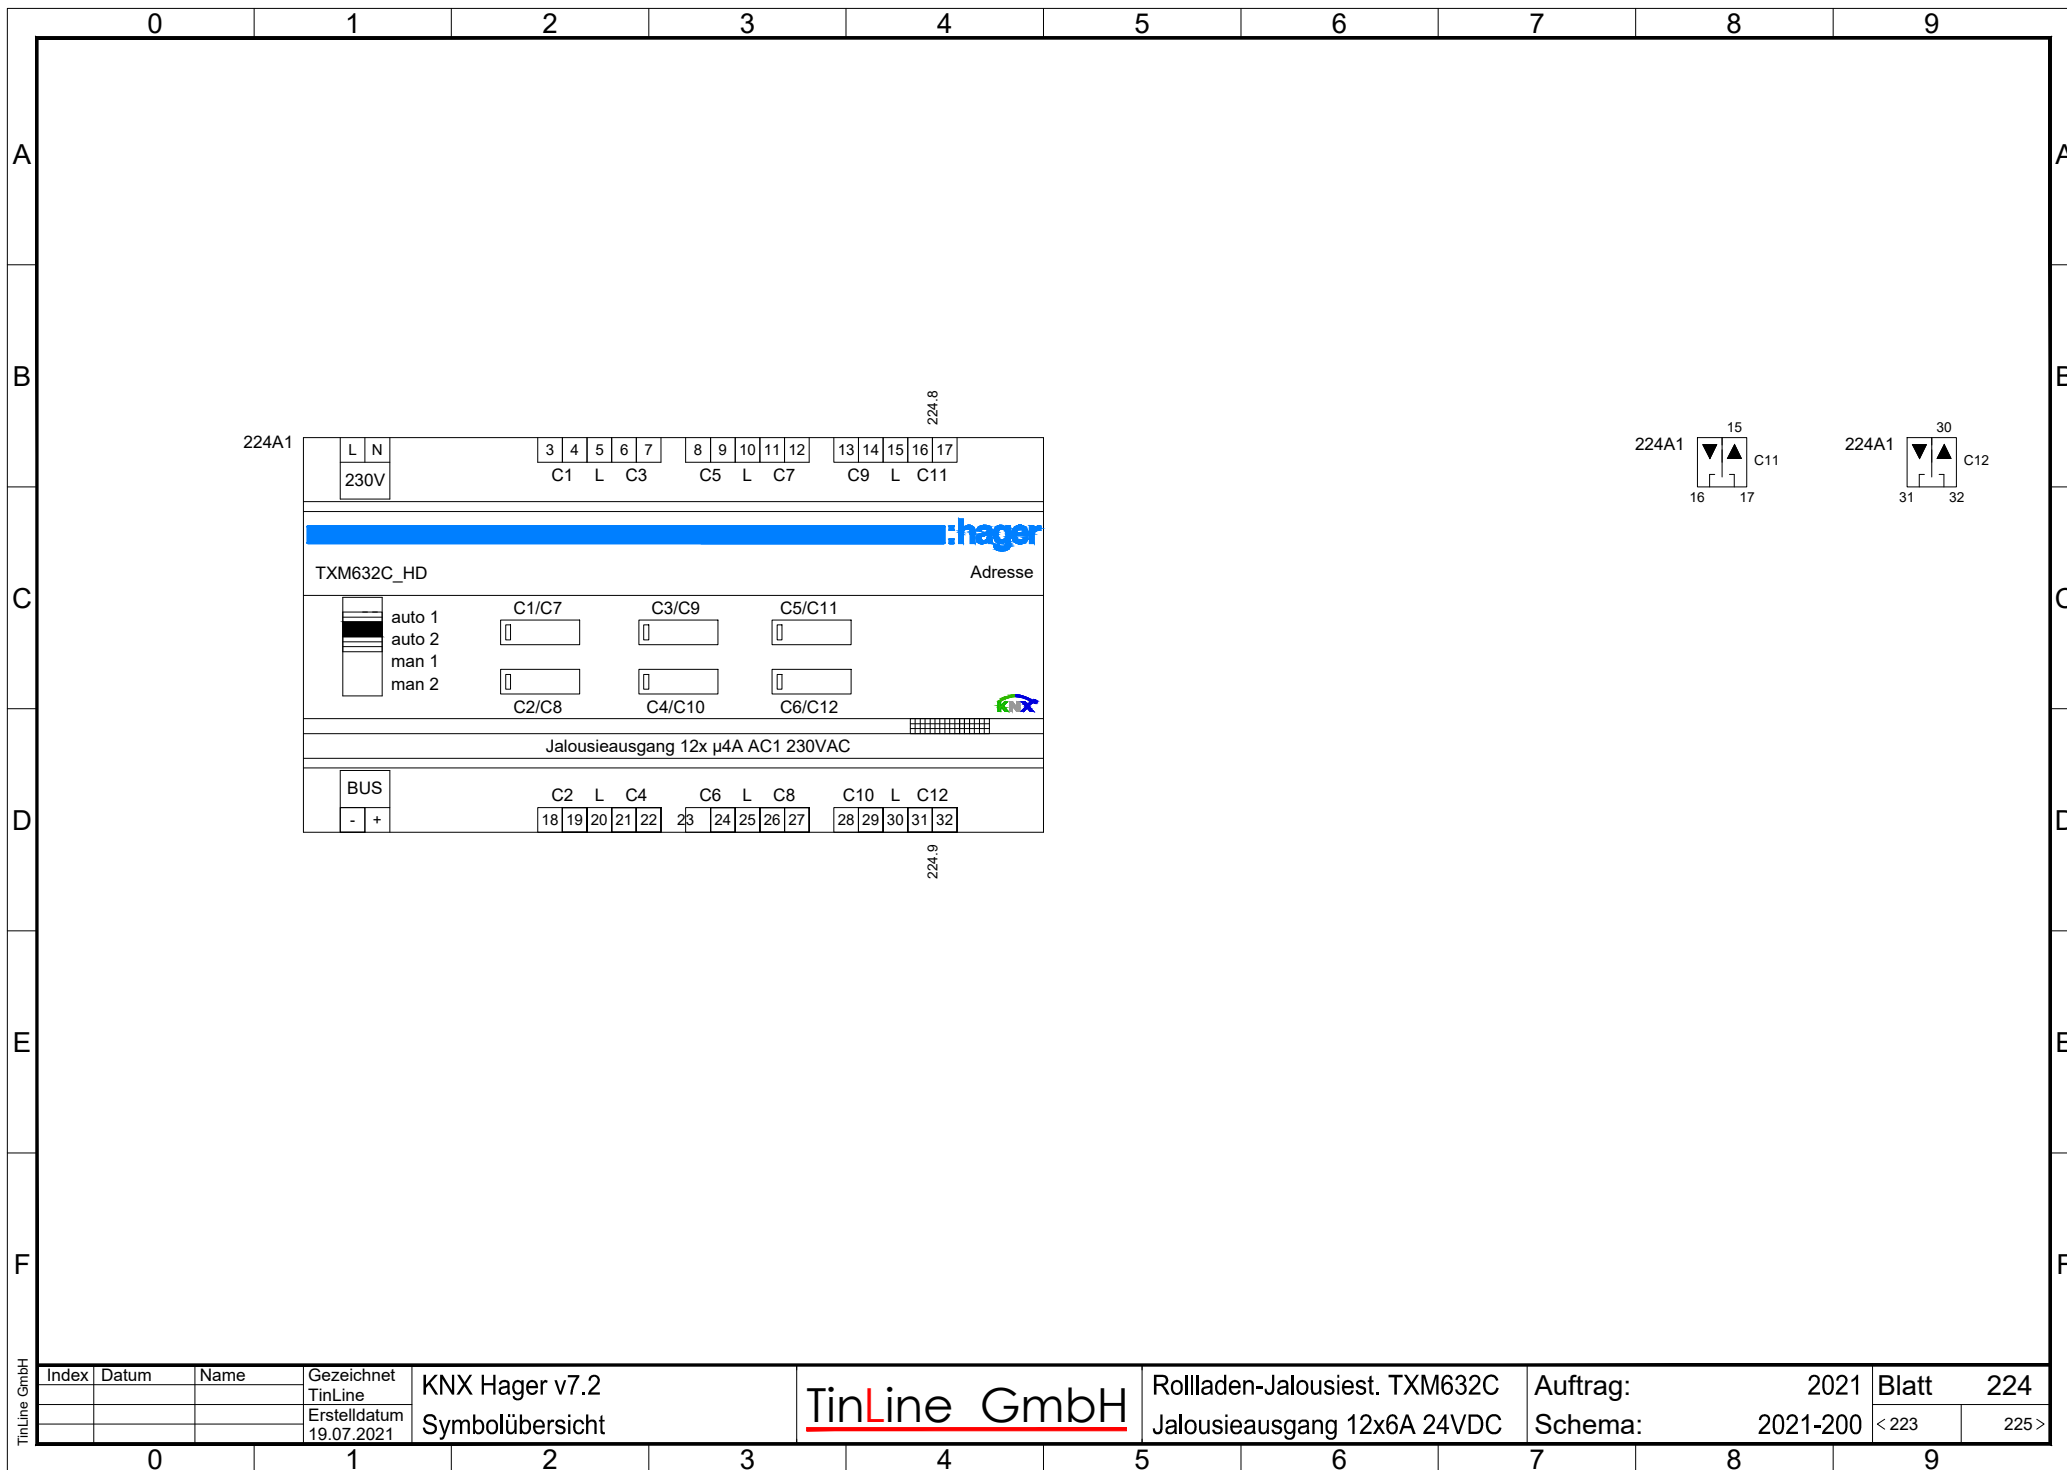 0 1 2 3 4 5 6 7 8 9
A A
B B
C C
D D
E E
F F
224.8
224A1
L N
230V
3 4 5 6 7 8 9 10 11 12 13 14 15 16 17
C1 L C3 C5 L C7 C9 L C11
:hager
TXM632C_HD Adresse
auto 1
auto 2
man 1
man 2
C1/C7 C3/C9 C5/C11
C2/C8 C4/C10 C6/C12
KNX
Jalousieausgang 12x µ4A AC1 230VAC
BUS
- +
C2 L C4 C6 L C8 C10 L C12
18 19 20 21 22 23 24 25 26 27 28 29 30 31 32
224.9
224A1 15 C11
16 17
224A1 30 C12
31 32
TinLine GmbH
Index Datum Name
Gezeichnet
TinLine
Erstelldatum
19.07.2021
KNX Hager v7.2
Symbolübersicht
TinLine GmbH
Rollladen-Jalousiest. TXM632C
Jalousieausgang 12x6A 24VDC
Auftrag: 2021
Schema: 2021-200
Blatt 224
< 223 225 >
0 1 2 3 4 5 6 7 8 9